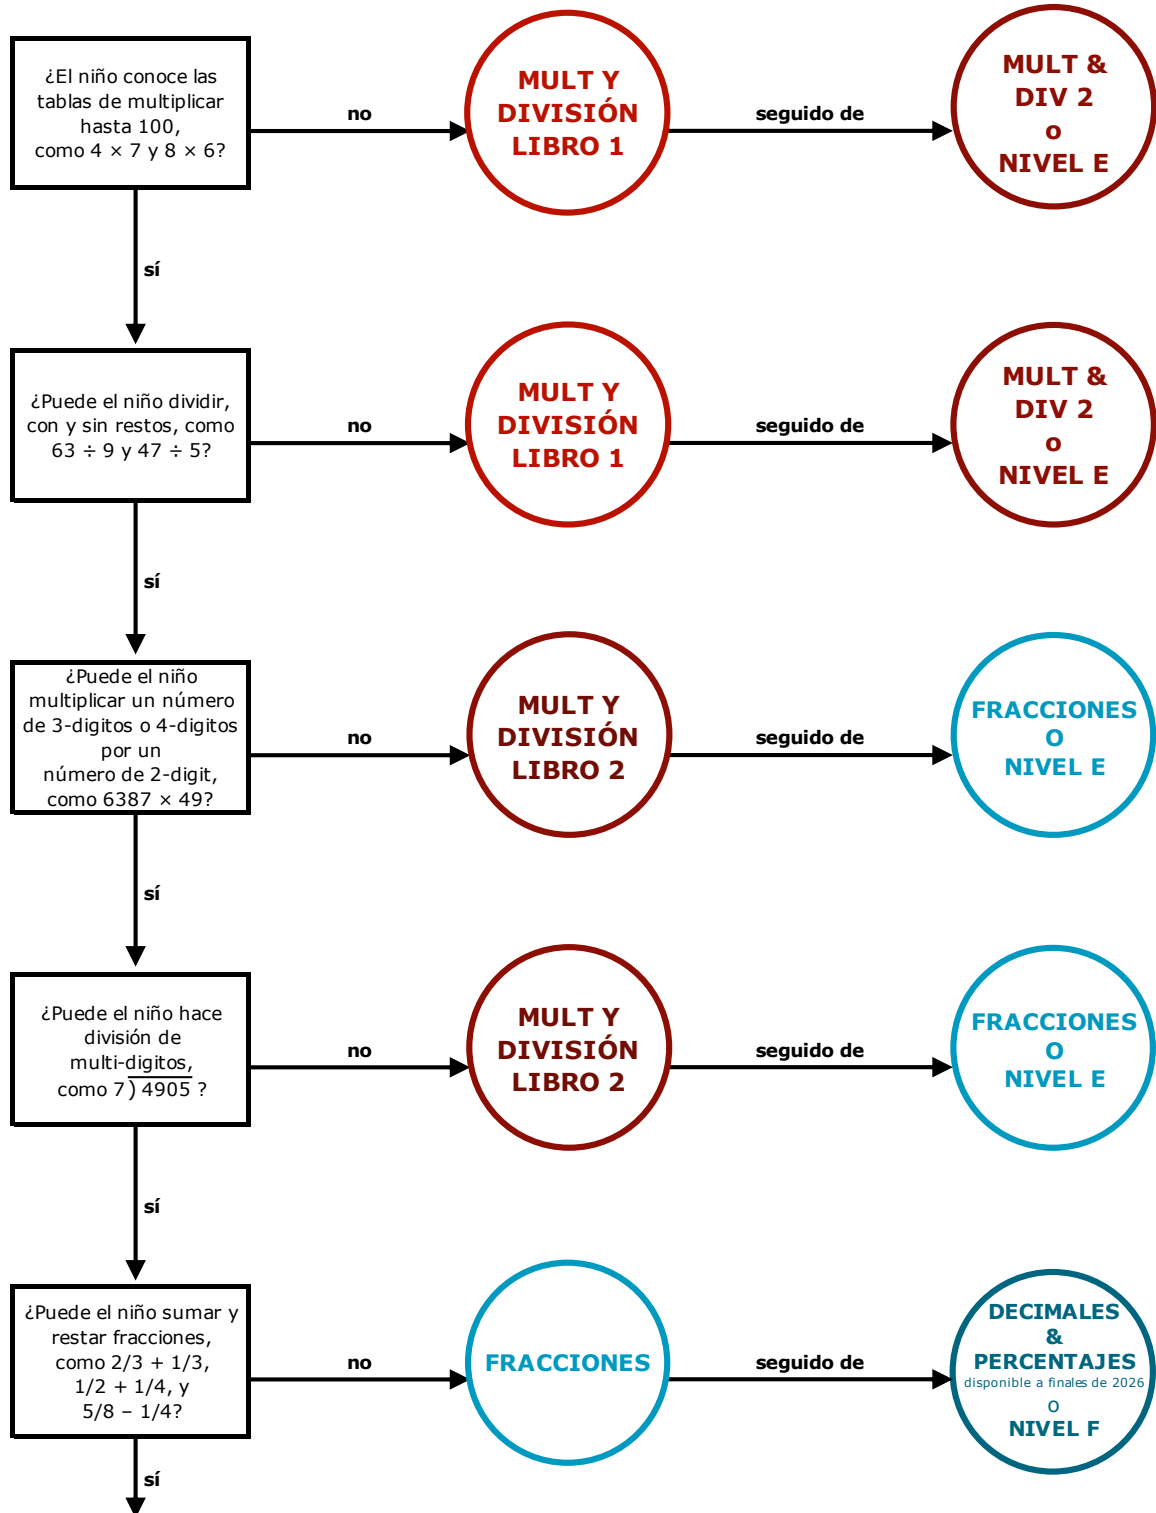 ¿El niño conoce las
tablas de multiplicar
hasta 100,
como 4 × 7 y 8 × 6?
no
MULT Y
DIVISIÓN
LIBRO 1
seguido de
MULT &
DIV 2
o
NIVEL E
sí
¿Puede el niño dividir,
con y sin restos, como
63 ÷ 9 y 47 ÷ 5?
no
MULT Y
DIVISIÓN
LIBRO 1
seguido de
MULT &
DIV 2
o
NIVEL E
sí
¿Puede el niño
multiplicar un número
de 3-digitos o 4-digitos
por un
número de 2-digit,
como 6387 × 49?
no
MULT Y
DIVISIÓN
LIBRO 2
seguido de
FRACCIONES
O
NIVEL E
sí
¿Puede el niño hace
división de
multi-digitos,
como 7)4905 ?
no
MULT Y
DIVISIÓN
LIBRO 2
seguido de
FRACCIONES
O
NIVEL E
sí
¿Puede el niño sumar y
restar fracciones,
como 2/3 + 1/3,
1/2 + 1/4, y
5/8 – 1/4?
no
FRACCIONES
seguido de
DECIMALES
&
PERCENTAJES
disponible a finales de 2026
O
NIVEL F
sí